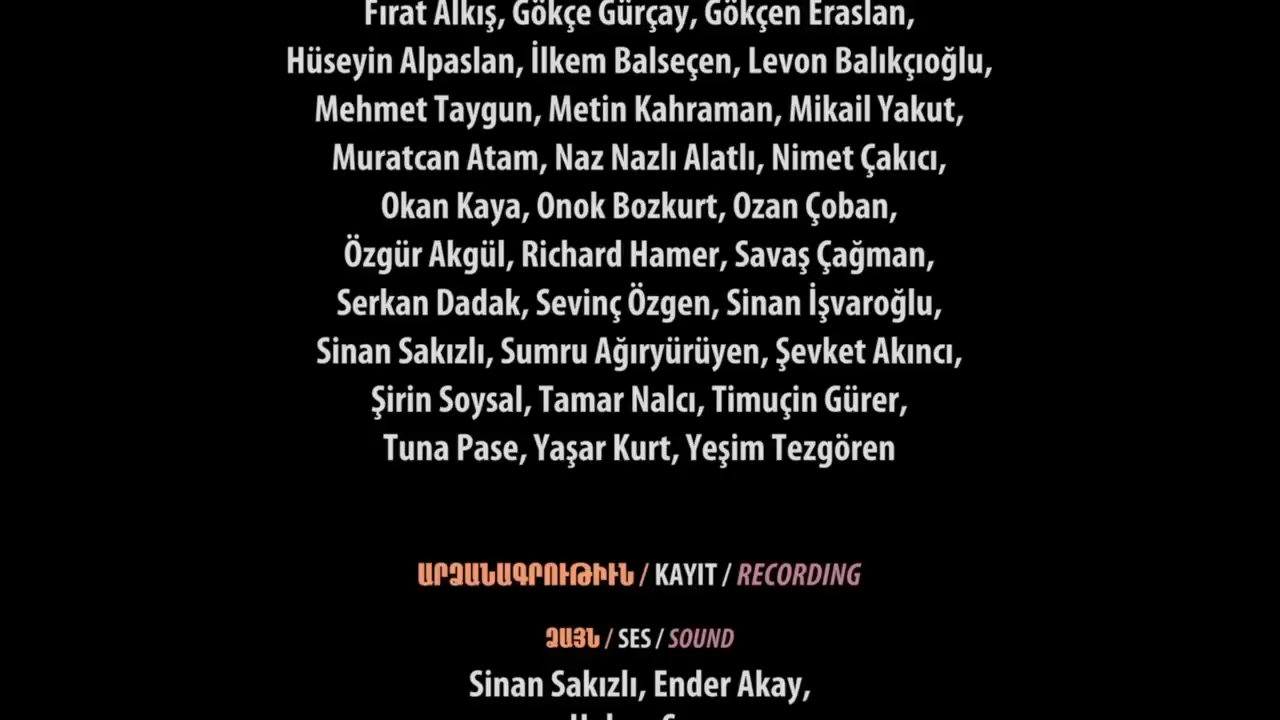 Fırat Alkış, Gökçe Gürçay, Gökçen Eraslan,
Hüseyin Alpaslan, İlkem Balseçen, Levon Balıkçıoğlu,
Mehmet Taygun, Metin Kahraman, Mikail Yakut,
Muratcan Atam, Naz Nazlı Alatlı, Nimet Çakıcı,
Okan Kaya, Onok Bozkurt, Ozan Çoban,
Özgür Akgül, Richard Hamer, Savaş Çağman,
Serkan Dadak, Sevinç Özgen, Sinan İşvaroğlu,
Sinan Sakızlı, Sumru Ağıryürüyen, Şevket Akıncı,
Şirin Soysal, Tamar Nalcı, Timuçin Gürer,
Tuna Pase, Yaşar Kurt, Yeşim Tezgören
ԱՐՁԱՆԱԳՐՈՒԹԻՒՆ / KAYIT / RECORDING
ՁԱՅՆ / SES / SOUND
Sinan Sakızlı, Ender Akay,